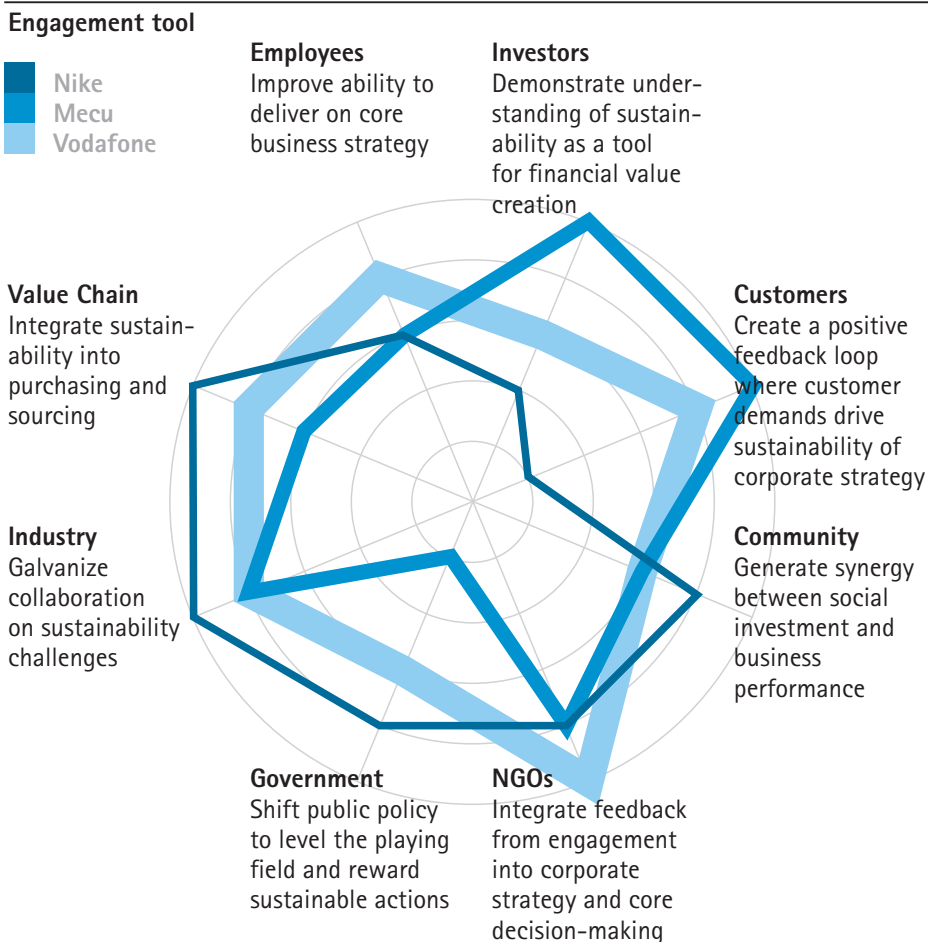 Engagement tool
Nike
Mecu
Vodafone
Employees
Improve ability to
deliver on core
business strategy
Investors
Demonstrate under-
standing of sustain-
ability as a tool
for financial value
creation
Value Chain
Integrate sustain-
ability into
purchasing and
sourcing
Customers
Create a positive
feedback loop
where customer
demands drive
sustainability of
corporate strategy
Industry
Galvanize
collaboration
on sustainability
challenges
Community
Generate synergy
between social
investment and
business
performance
Government
Shift public policy
to level the playing
field and reward
sustainable actions
NGOs
Integrate feedback
from engagement
into corporate
strategy and core
decision-making